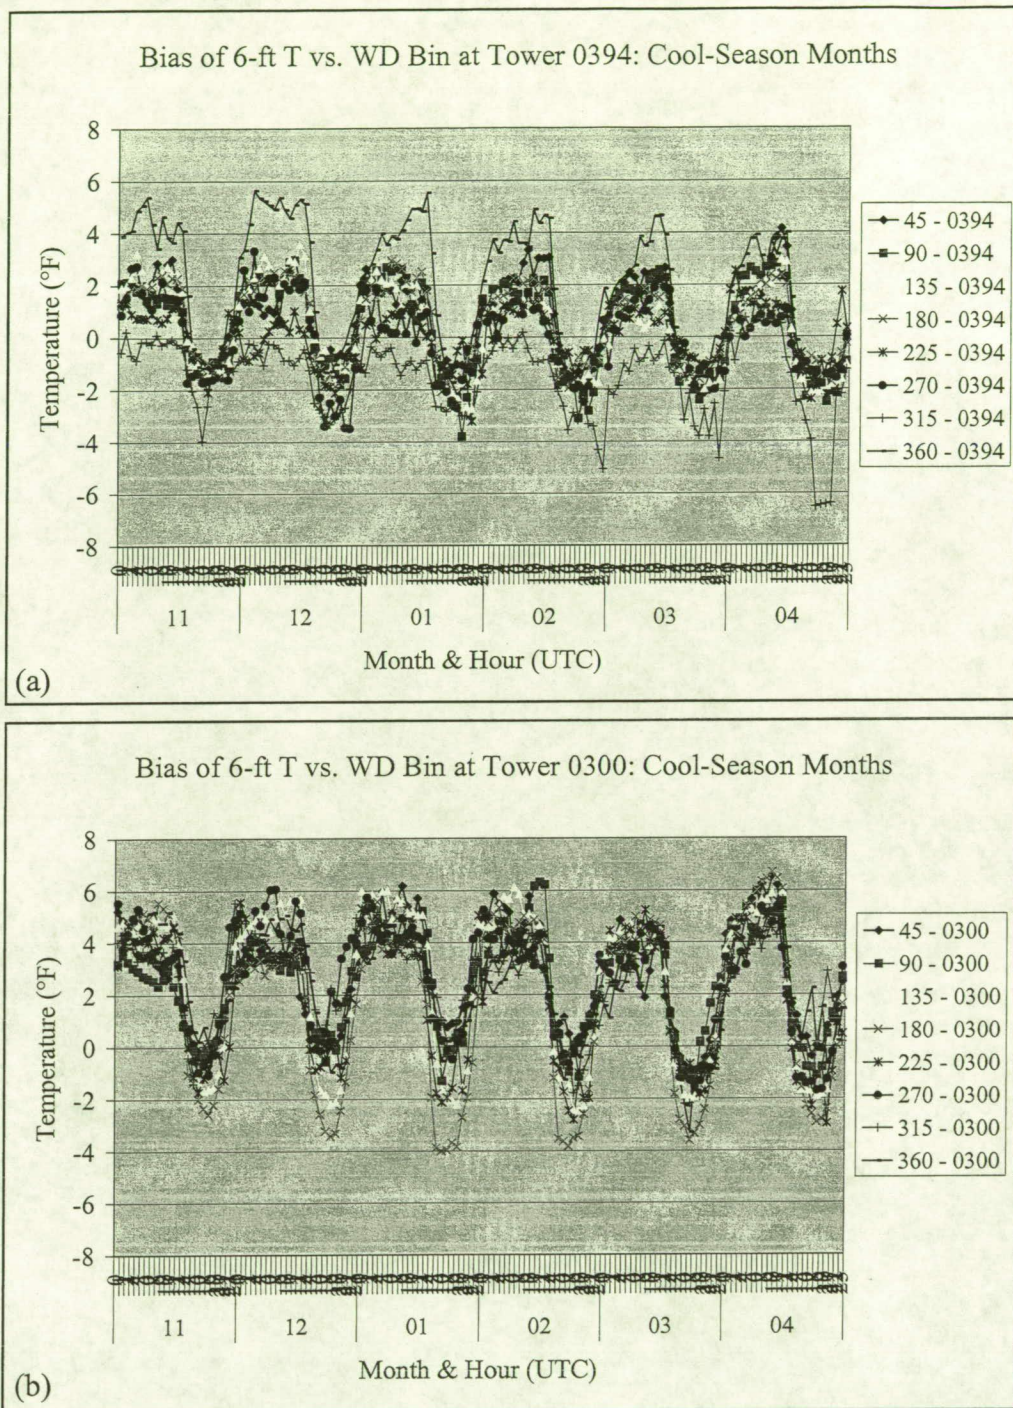 Bias of 6-ft T vs. WD Bin at Tower 0394: Cool-Season Months
8
6
4
2
0
-2
-4
-6
-8
Temperature (°F)
11 12 01 02 03 04
Month & Hour (UTC)
45 - 0394
90 - 0394
135 - 0394
180 - 0394
225 - 0394
270 - 0394
315 - 0394
360 - 0394
(a)
Bias of 6-ft T vs. WD Bin at Tower 0300: Cool-Season Months
8
6
4
2
0
-2
-4
-6
-8
Temperature (°F)
11 12 01 02 03 04
Month & Hour (UTC)
45 - 0300
90 - 0300
135 - 0300
180 - 0300
225 - 0300
270 - 0300
315 - 0300
360 - 0300
(b)